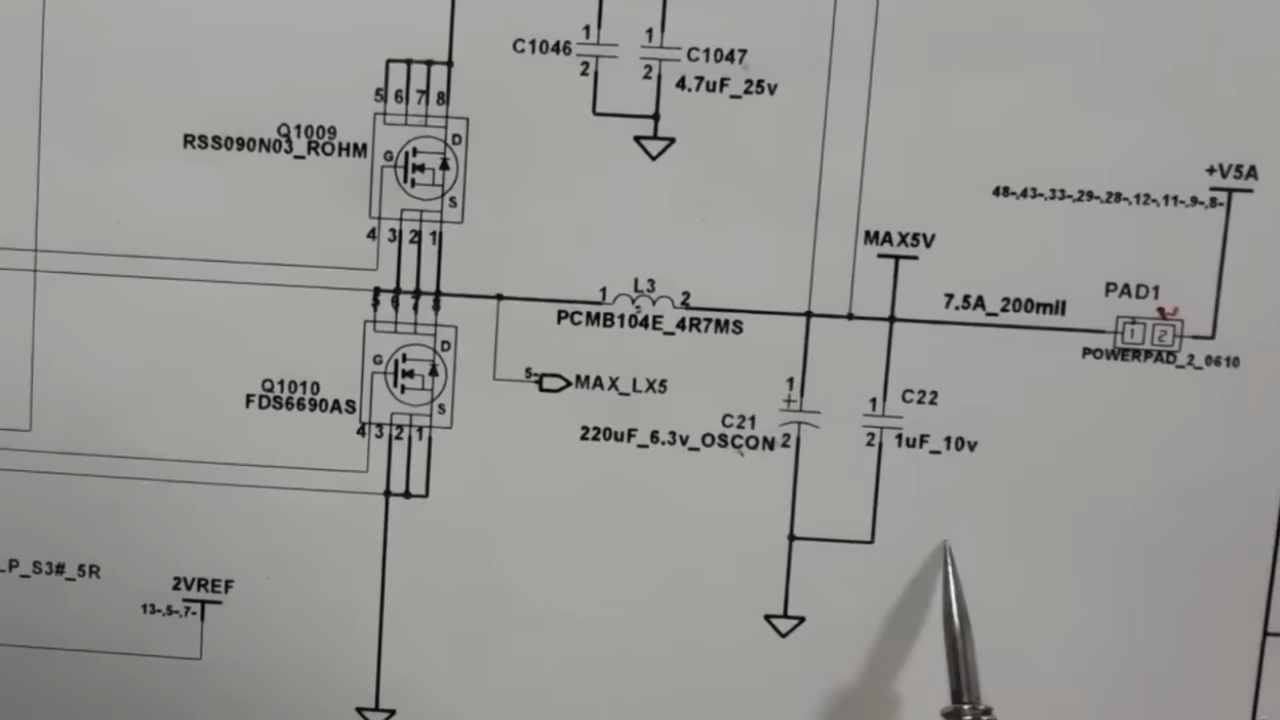 C1046
1
2
1
2
C1047
4.7uF_25v
5 6 7 8
Q1009
RSS090N03_ROHM
D
G
S
4 3 2 1
+V5A
48-,43-,33-,29-,28-,12-,11-,9-,8-
MAX5V
1
L3
2
PCMB104E_4R7MS
7.5A_200mil
PAD1
1 2
POWERPAD_2_0610
5 6 7 8
D
G
S
Q1010
FDS6690AS
4 3 2 1
5-
MAX_LX5
1
+
C21
220uF_6.3v_OSCON
2
1
C22
2
1uF_10v
LP_S3#_5R
2VREF
13-,5-,7-